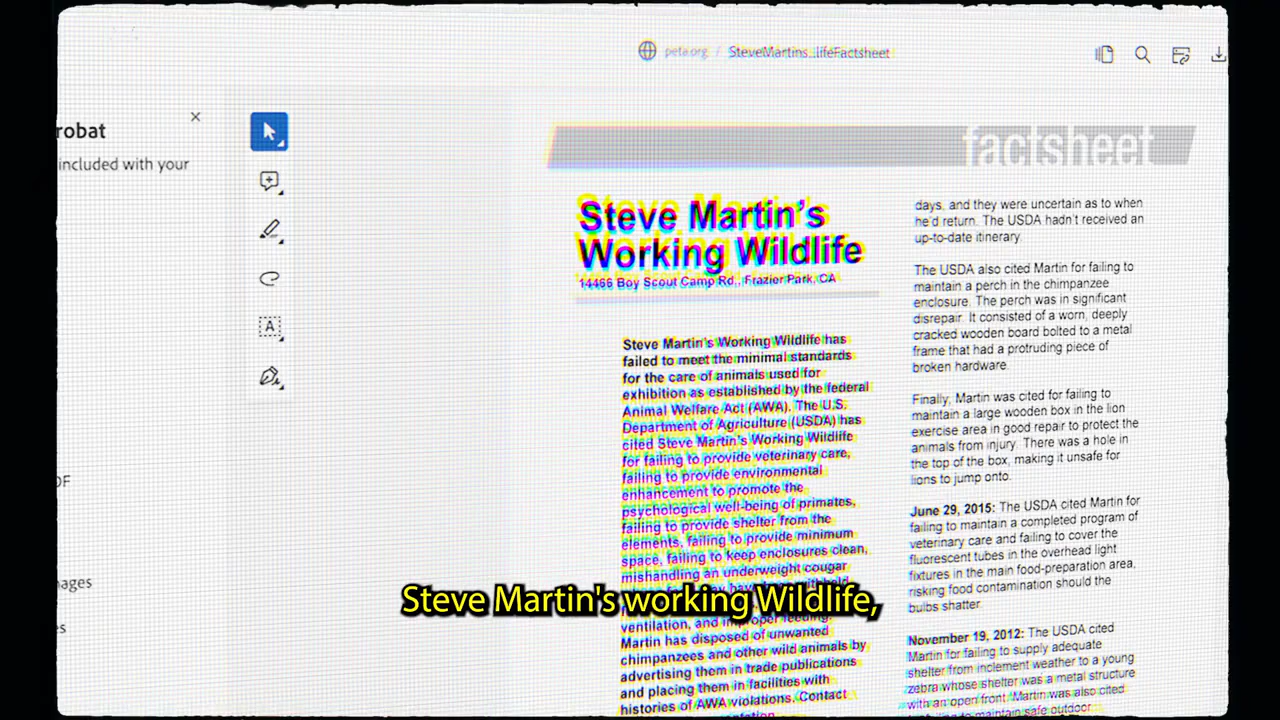 peta.org / SteveMartins...lifeFactsheet
robat
included with your
factsheet
Steve Martin's
Working Wildlife
14466 Boy Scout Camp Rd., Frazier Park, CA
Steve Martin's Working Wildlife has
failed to meet the minimal standards
for the care of animals used for
exhibition as established by the federal
Animal Welfare Act (AWA). The U.S.
Department of Agriculture (USDA) has
cited Steve Martin's Working Wildlife
for failing to provide veterinary care,
failing to provide environmental
enhancement to promote the
psychological well-being of primates,
failing to provide shelter from the
elements, failing to provide minimum
space, failing to keep enclosures clean,
mishandling an underweight cougar
ventilation, and improper feeding.
Martin has disposed of unwanted
chimpanzees and other wild animals by
advertising them in trade publications
and placing them in facilities with
histories of AWA violations. Contact
days, and they were uncertain as to when
he'd return. The USDA hadn't received an
up-to-date itinerary.
The USDA also cited Martin for failing to
maintain a perch in the chimpanzee
enclosure. The perch was in significant
disrepair. It consisted of a worn, deeply
cracked wooden board bolted to a metal
frame that had a protruding piece of
broken hardware.
Finally, Martin was cited for failing to
maintain a large wooden box in the lion
exercise area in good repair to protect the
animals from injury. There was a hole in
the top of the box, making it unsafe for
lions to jump onto.
June 29, 2015: The USDA cited Martin for
failing to maintain a completed program of
veterinary care and failing to cover the
fluorescent tubes in the overhead light
fixtures in the main food-preparation area,
risking food contamination should the
bulbs shatter.
November 19, 2012: The USDA cited
Martin for failing to supply adequate
shelter from inclement weather to a young
zebra whose shelter was a metal structure
with an open front. Martin was also cited
DF
nages
es
Steve Martin's working Wildlife,